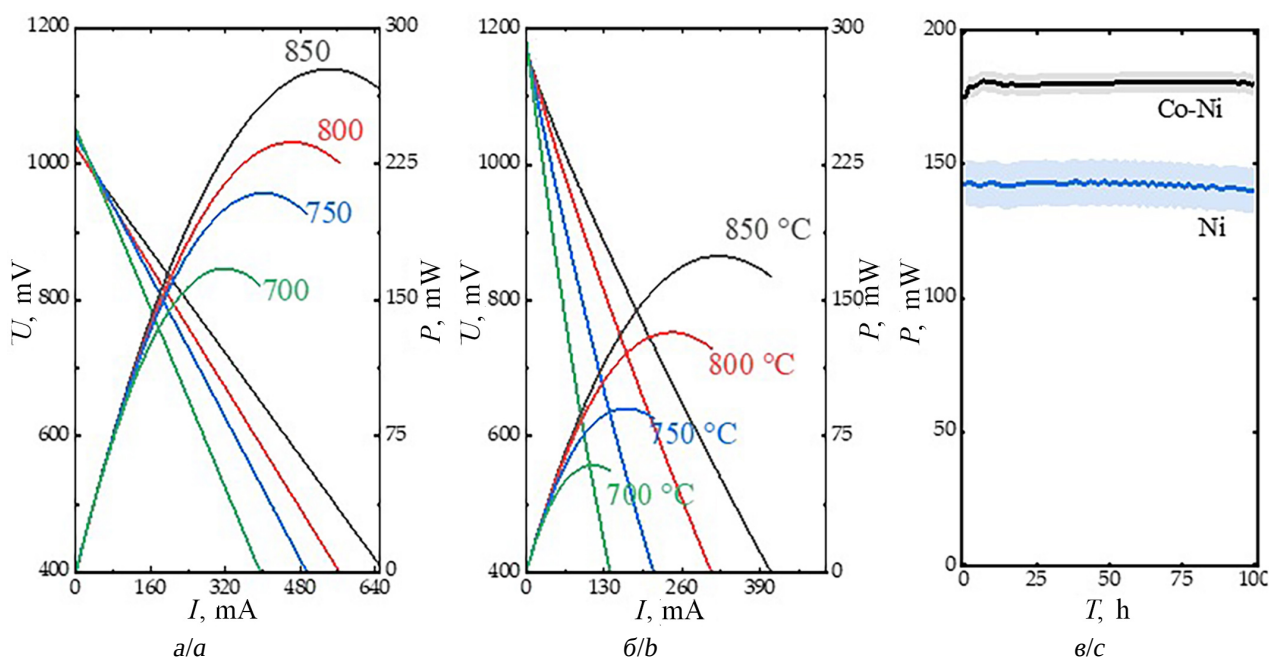 1200
1000
800
600
400
U, mV
300
225
150
75
0
P, mW
850
800
750
700
0 160 320 480 640
I, mA
а/a
1200
1000
800
600
400
U, mV
300
225
150
75
0
P, mW
850 °C
800 °C
750 °C
700 °C
0 130 260 390
I, mA
б/b
200
150
100
50
0
P, mW
Co-Ni
Ni
0 25 50 75 100
T, h
в/c